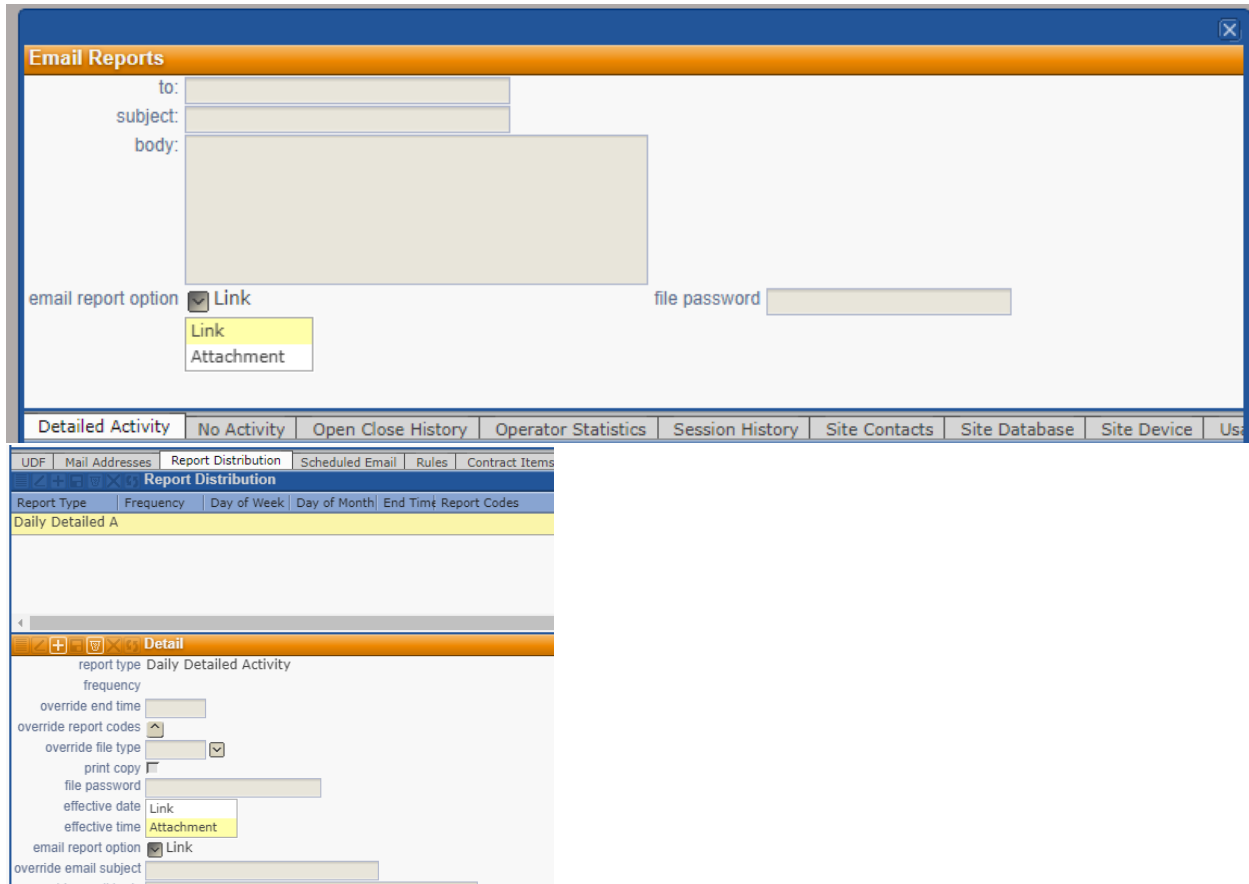 Email Reports
to:
subject:
body:
email report option Link file password
Link
Attachment
Detailed Activity No Activity Open Close History Operator Statistics Session History Site Contacts Site Database Site Device
UDF Mail Addresses Report Distribution Scheduled Email Rules Contract Items
Report Distribution
Report Type Frequency Day of Week Day of Month End Time Report Codes
Daily Detailed A
Detail
report type Daily Detailed Activity
frequency
override end time
override report codes
override file type
print copy
file password
effective date Link
effective time Attachment
email report option Link
override email subject